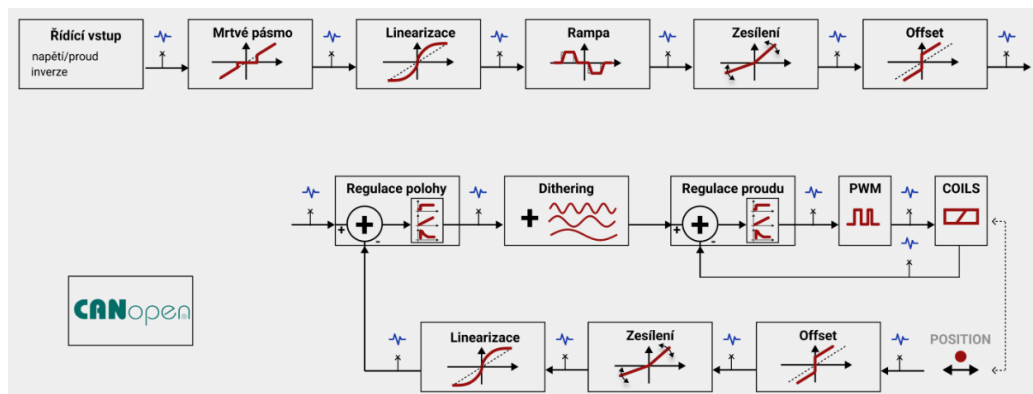 Řídící vstup
napětí/proud
inverze
Mrtvé pásmo
Linearizace
Rampa
Zesílení
Offset
Regulace polohy
Dithering
Regulace proudu
PWM
COILS
CANopen
Linearizace
Zesílení
Offset
POSITION